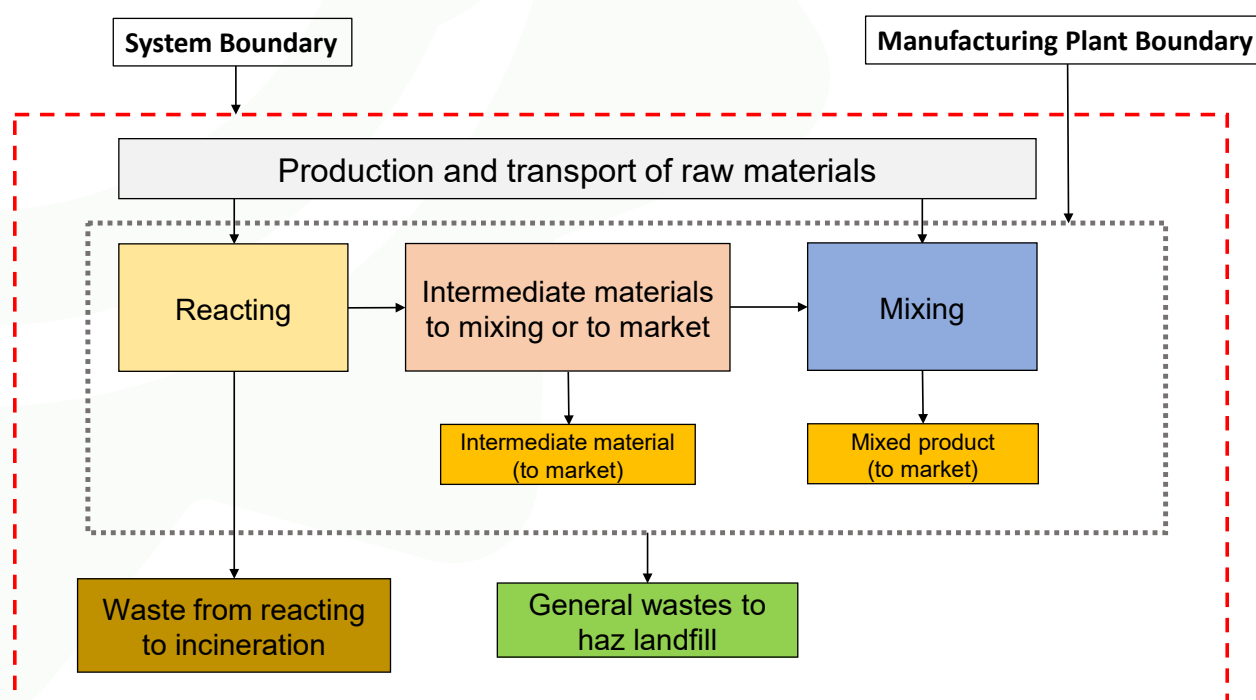 System Boundary
Manufacturing Plant Boundary
Production and transport of raw materials
Reacting
Intermediate materials
to mixing or to market
Mixing
Intermediate material
(to market)
Mixed product
(to market)
Waste from reacting
to incineration
General wastes to
haz landfill